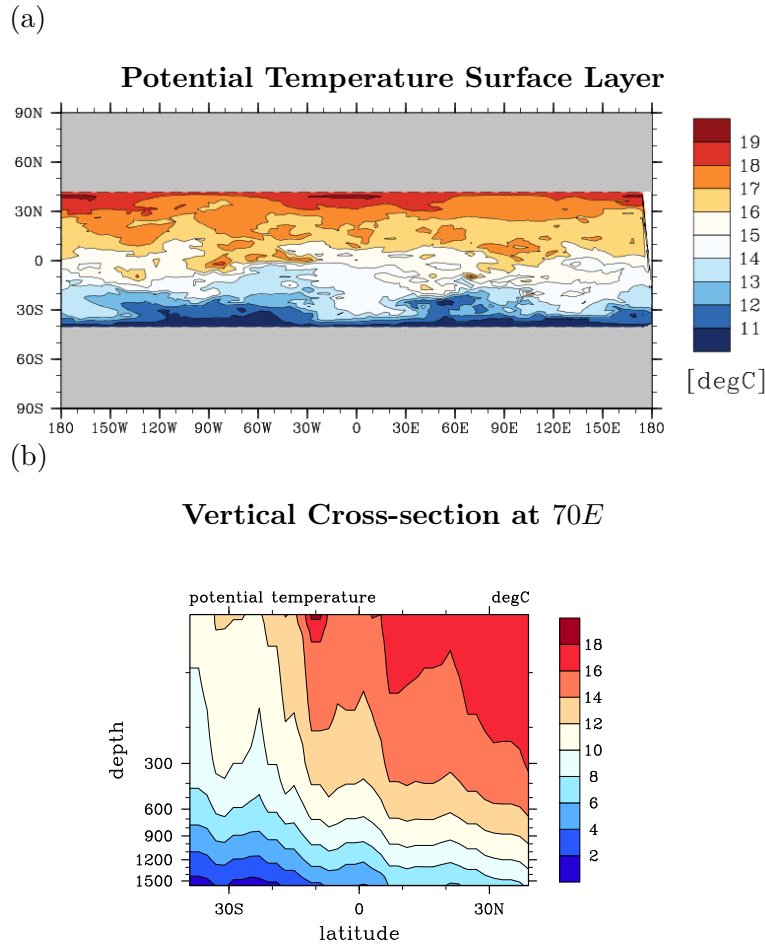 (a)
Potential Temperature Surface Layer
90N
60N
30N
0
30S
60S
90S
180 150W 120W 90W 60W 30W 0 30E 60E 90E 120E 150E 180
19
18
17
16
15
14
13
12
11
[degC]
(b)
Vertical Cross-section at 70E
potential temperature degC
depth
300
600
900
1200
1500
30S 0 30N
latitude
18
16
14
12
10
8
6
4
2